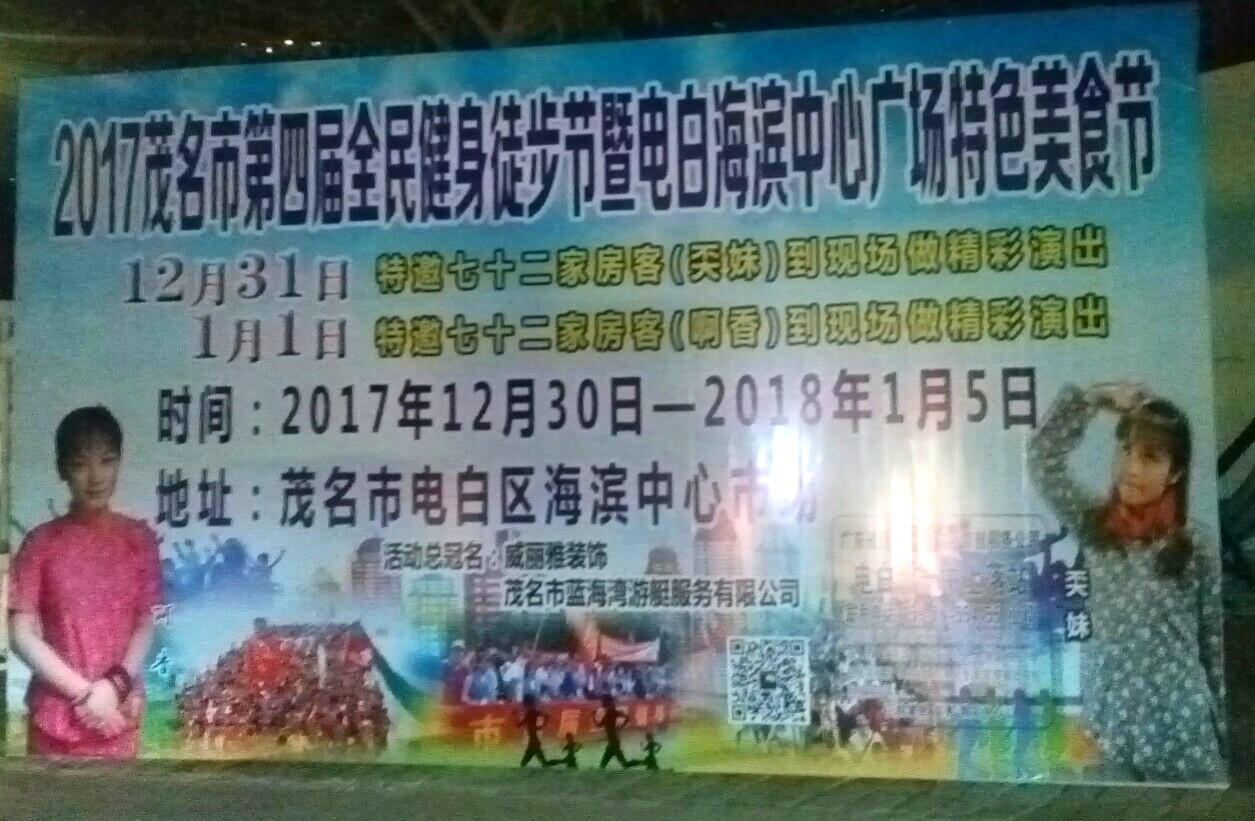 2017茂名市第四届全民健身徒步节暨电白海滨中心广场特色美食节
12月31日 特邀七十二家房客(奀妹)到现场做精彩演出
1月1日 特邀七十二家房客(啊香)到现场做精彩演出
时间：2017年12月30日—2018年1月5日
地址：茂名市电白区海滨中心市场
活动总冠名：威丽雅装饰
茂名市蓝海湾游艇服务有限公司
奀妹